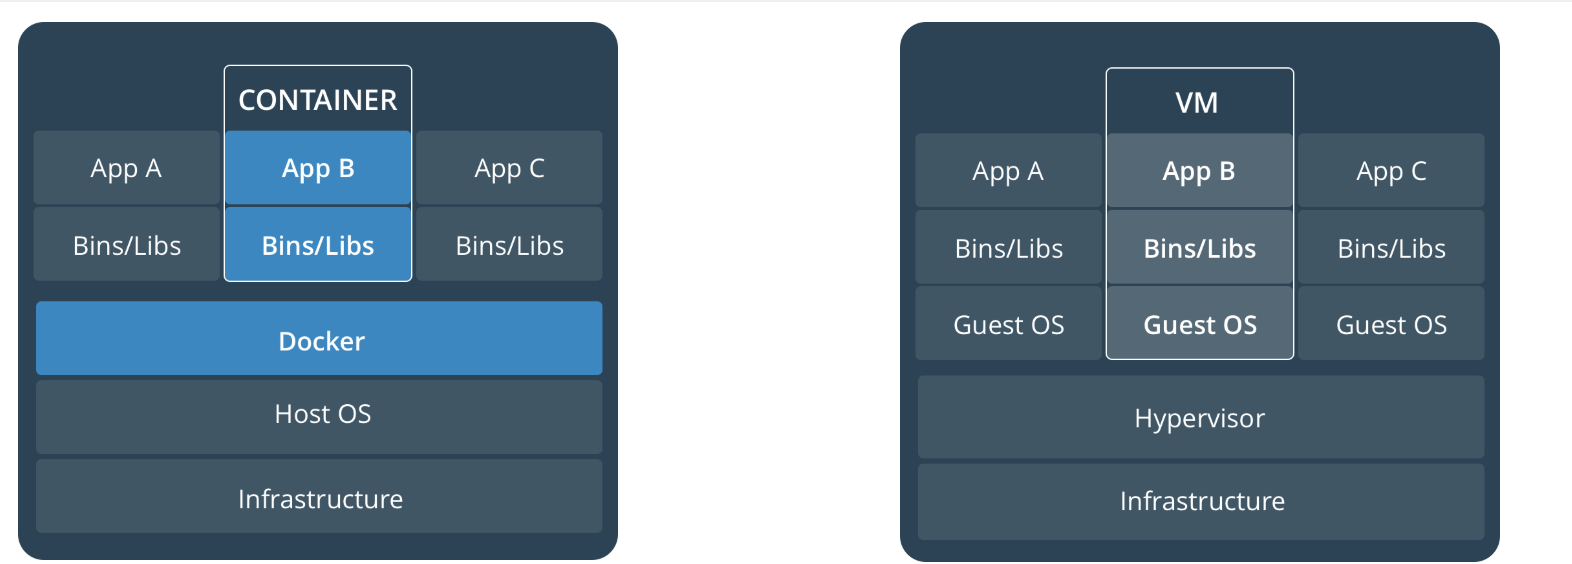 CONTAINER
App A
App B
App C
Bins/Libs
Bins/Libs
Bins/Libs
Docker
Host OS
Infrastructure
VM
App A
App B
App C
Bins/Libs
Bins/Libs
Bins/Libs
Guest OS
Guest OS
Guest OS
Hypervisor
Infrastructure